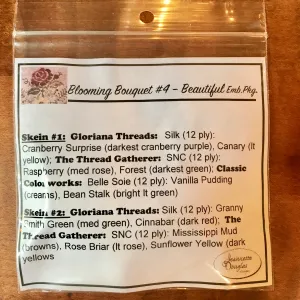 Blooming Bouquet #4 – Beautiful Emb.Pkg.
Skein #1: Gloriana Threads: Silk (12 ply):
Cranberry Surprise (darkest cranberry purple), Canary (lt
yellow); The Thread Gatherer: SNC (12 ply):
Raspberry (med rose), Forest (darkest green); Classic
Colorworks: Belle Soie (12 ply): Vanilla Pudding
(creams), Bean Stalk (bright lt green)
Skein #2: Gloriana Threads: Silk (12 ply): Granny
Smith Green (med green), Cinnabar (dark red); The
Thread Gatherer: SNC (12 ply): Mississippi Mud
(browns), Rose Briar (lt rose), Sunflower Yellow (dark
yellows
Jeannette
Douglas